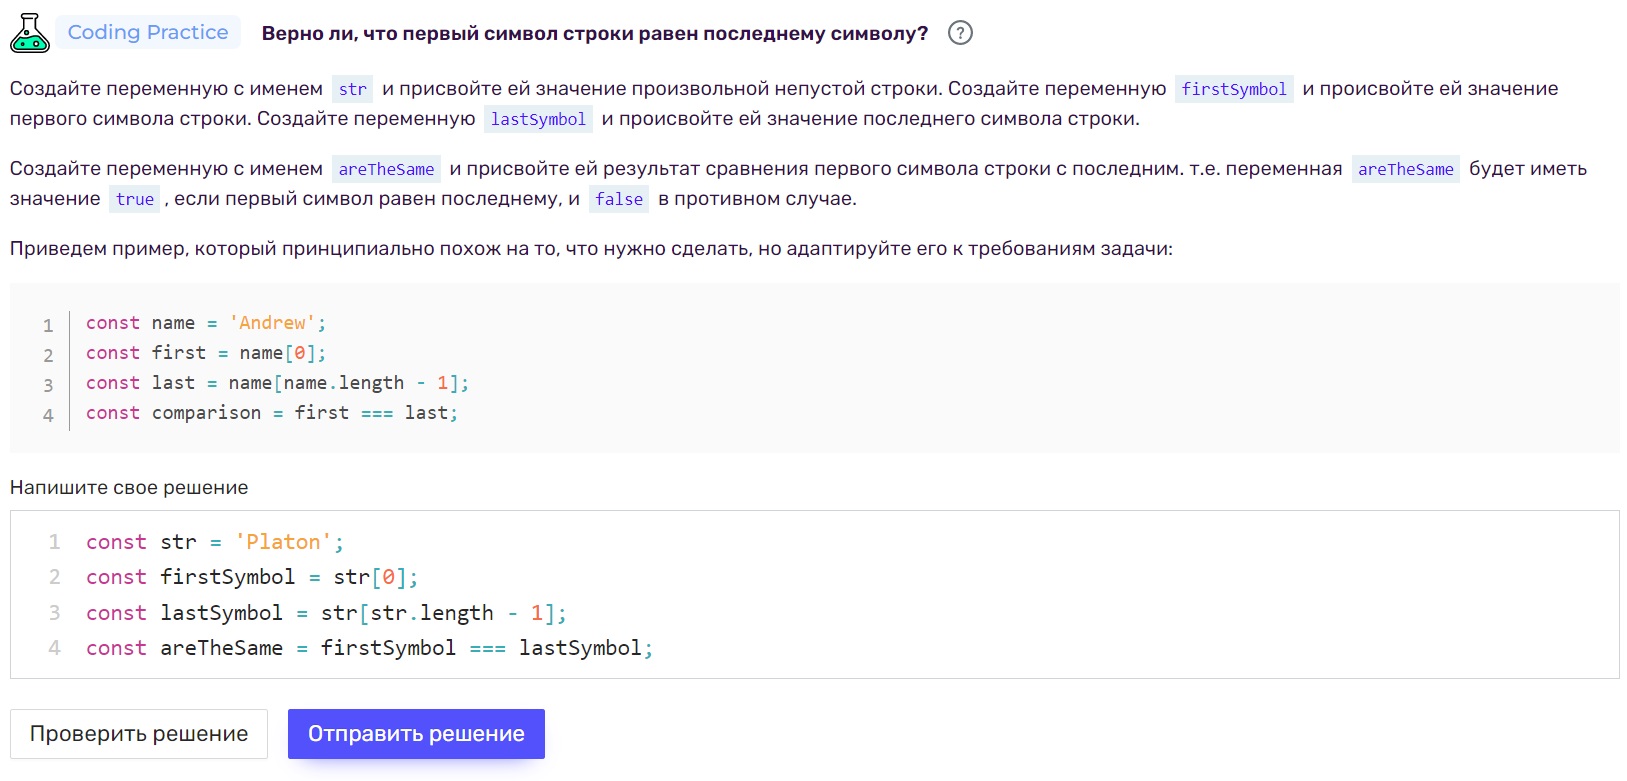 Coding Practice Верно ли, что первый символ строки равен последнему символу? ?
Создайте переменную с именем str и присвойте ей значение произвольной непустой строки. Создайте переменную firstSymbol и происвойте ей значение
первого символа строки. Создайте переменную lastSymbol и происвойте ей значение последнего символа строки.
Создайте переменную с именем areTheSame и присвойте ей результат сравнения первого символа строки с последним. т.е. переменная areTheSame будет иметь
значение true , если первый символ равен последнему, и false в противном случае.
Приведем пример, который принципиально похож на то, что нужно сделать, но адаптируйте его к требованиям задачи:
1 const name = 'Andrew';
2 const first = name[0];
3 const last = name[name.length - 1];
4 const comparison = first === last;
Напишите свое решение
1 const str = 'Platon';
2 const firstSymbol = str[0];
3 const lastSymbol = str[str.length - 1];
4 const areTheSame = firstSymbol === lastSymbol;
Проверить решение Отправить решение